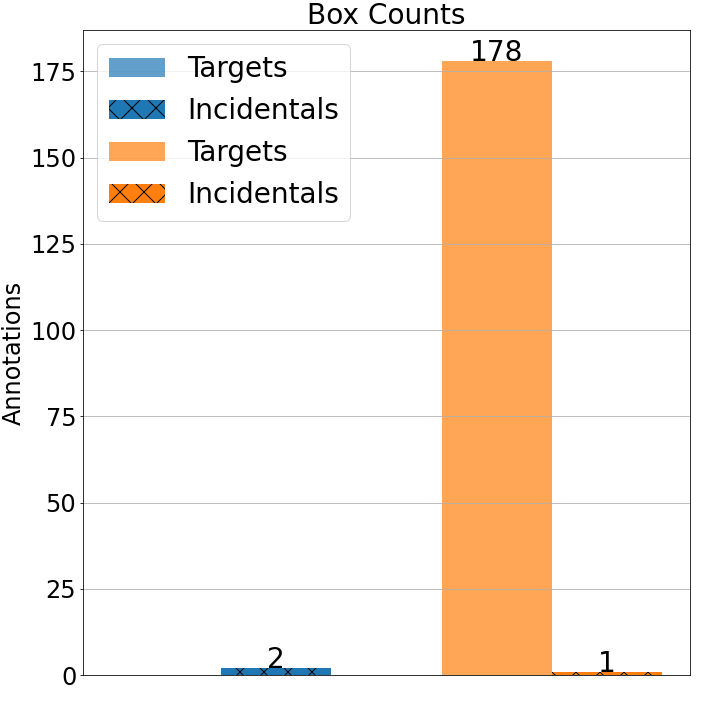 Box Counts
Annotations
175
150
125
100
75
50
25
0
Targets
Incidentals
Targets
Incidentals
2
178
1